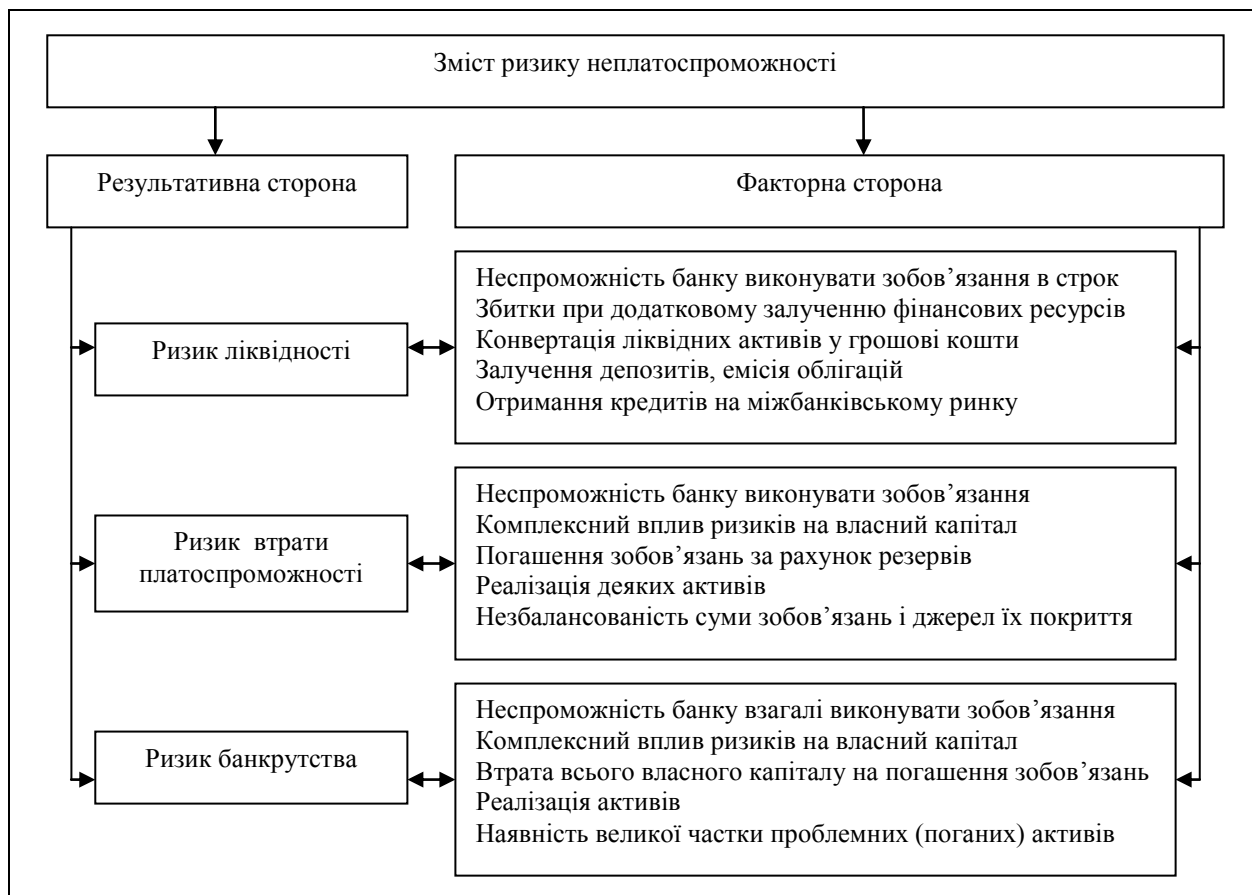 Зміст ризику неплатоспроможності
Результативна сторона
Факторна сторона
Ризик ліквідності
Неспроможність банку виконувати зобов’язання в строк
Збитки при додатковому залученню фінансових ресурсів
Конвертація ліквідних активів у грошові кошти
Залучення депозитів, емісія облігацій
Отримання кредитів на міжбанківському ринку
Ризик втрати
платоспроможності
Неспроможність банку виконувати зобов’язання
Комплексний вплив ризиків на власний капітал
Погашення зобов’язань за рахунок резервів
Реалізація деяких активів
Незбалансованість суми зобов’язань і джерел їх покриття
Ризик банкрутства
Неспроможність банку взагалі виконувати зобов’язання
Комплексний вплив ризиків на власний капітал
Втрата всього власного капіталу на погашення зобов’язань
Реалізація активів
Наявність великої частки проблемних (поганих) активів